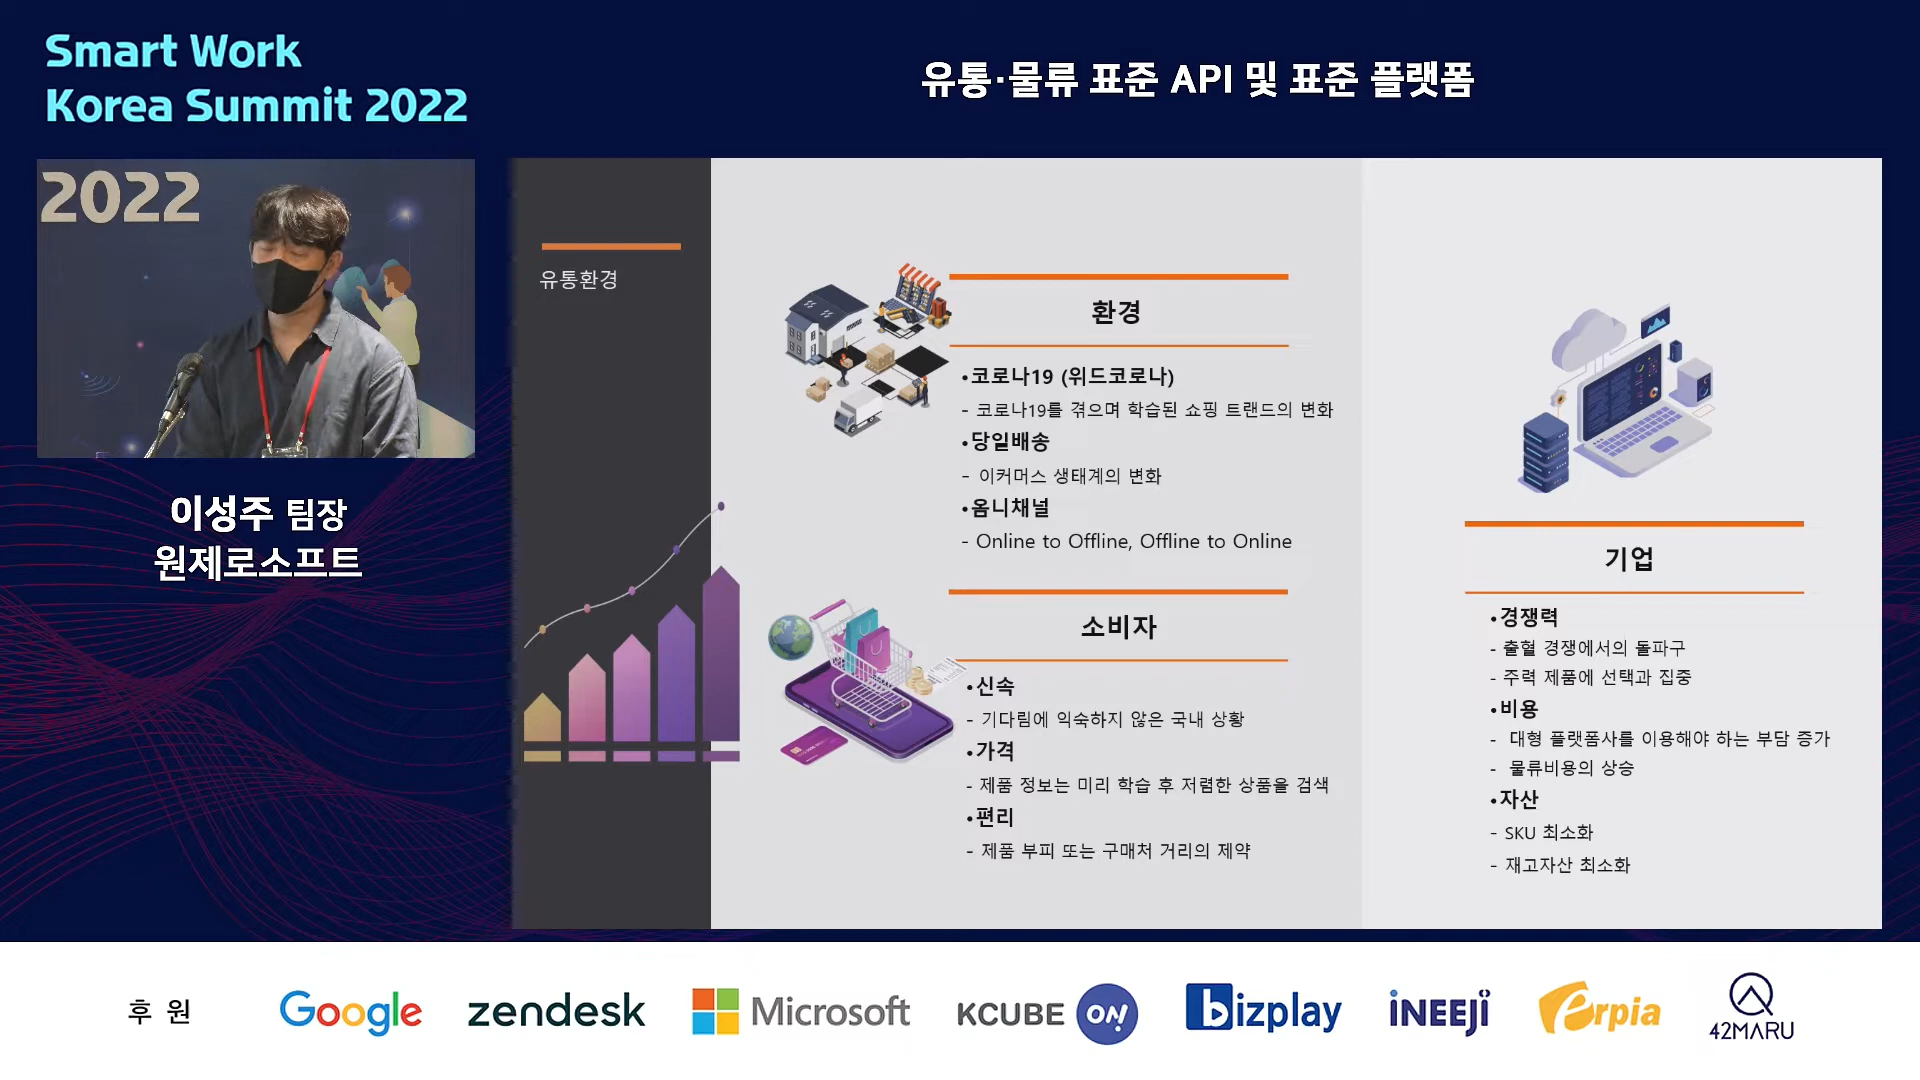 Smart Work
Korea Summit 2022
유통·물류 표준 API 및 표준 플랫폼
2022
이성주 팀장
원제로소프트
유통환경
환경
•코로나19 (위드코로나)
- 코로나19를 겪으며 학습된 쇼핑 트랜드의 변화
•당일배송
- 이커머스 생태계의 변화
•옴니채널
- Online to Offline, Offline to Online
소비자
•신속
- 기다림에 익숙하지 않은 국내 상황
•가격
- 제품 정보는 미리 학습 후 저렴한 상품을 검색
•편리
- 제품 부피 또는 구매처 거리의 제약
기업
•경쟁력
- 출혈 경쟁에서의 돌파구
- 주력 제품에 선택과 집중
•비용
- 대형 플랫폼사를 이용해야 하는 부담 증가
- 물류비용의 상승
•자산
- SKU 최소화
- 재고자산 최소화
후 원
Google
zendesk
Microsoft
KCUBE ON!
bizplay
iNEEJi
erpia
42MARU